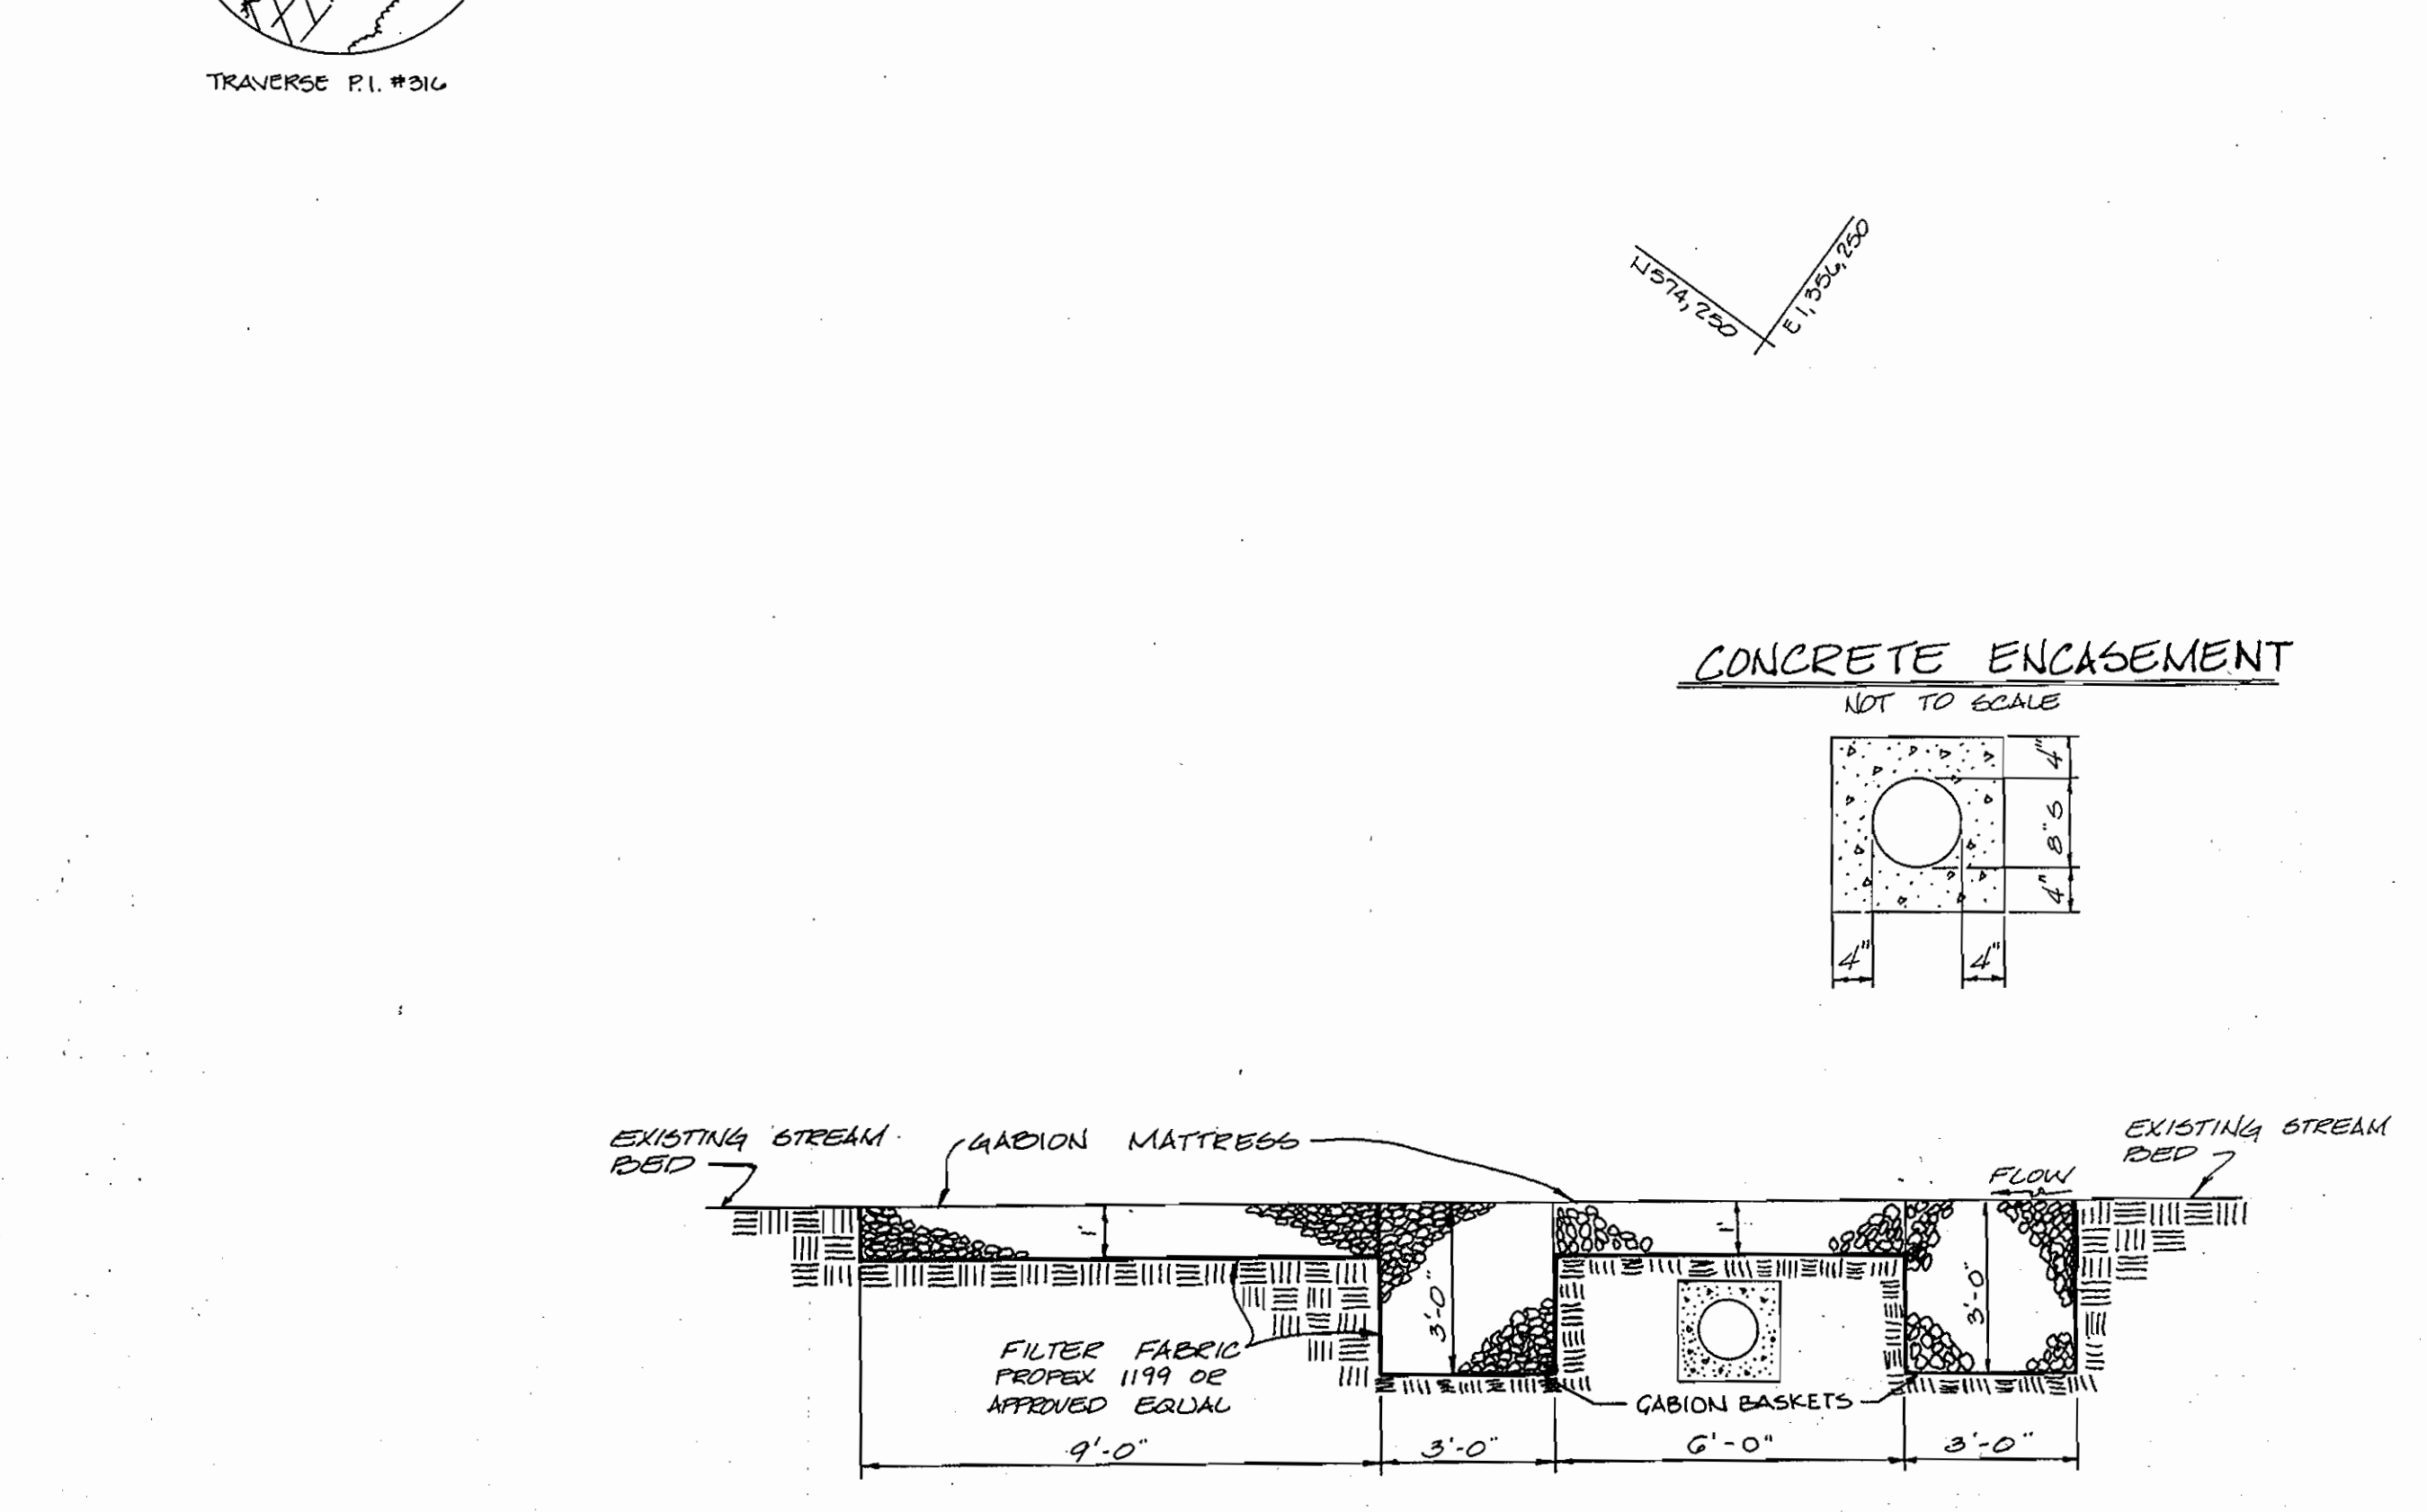 TRAVERSE P.I. #316
N574,250
E1,356,250
CONCRETE ENCASEMENT
NOT TO SCALE
4"
8"S
4"
4"
4"
EXISTING STREAM
BED
GABION MATTRESS
EXISTING STREAM
BED
FLOW
1'
1'
3'-0"
3'-0"
FILTER FABRIC
PROPEX 1199 OR
APPROVED EQUAL
GABION BASKETS
9'-0"
3'-0"
6'-0"
3'-0"